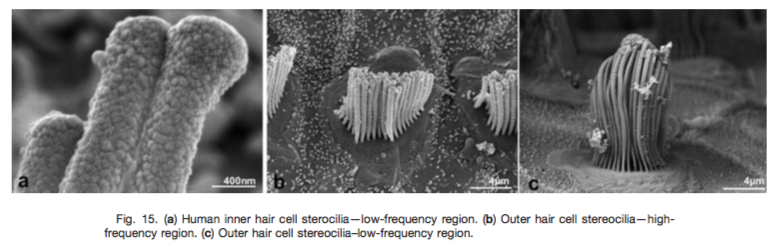 a
400nm
b
4μm
c
4μm
Fig. 15. (a) Human inner hair cell sterocilia—low-frequency region. (b) Outer hair cell stereocilia—high-
frequency region. (c) Outer hair cell stereocilia–low-frequency region.